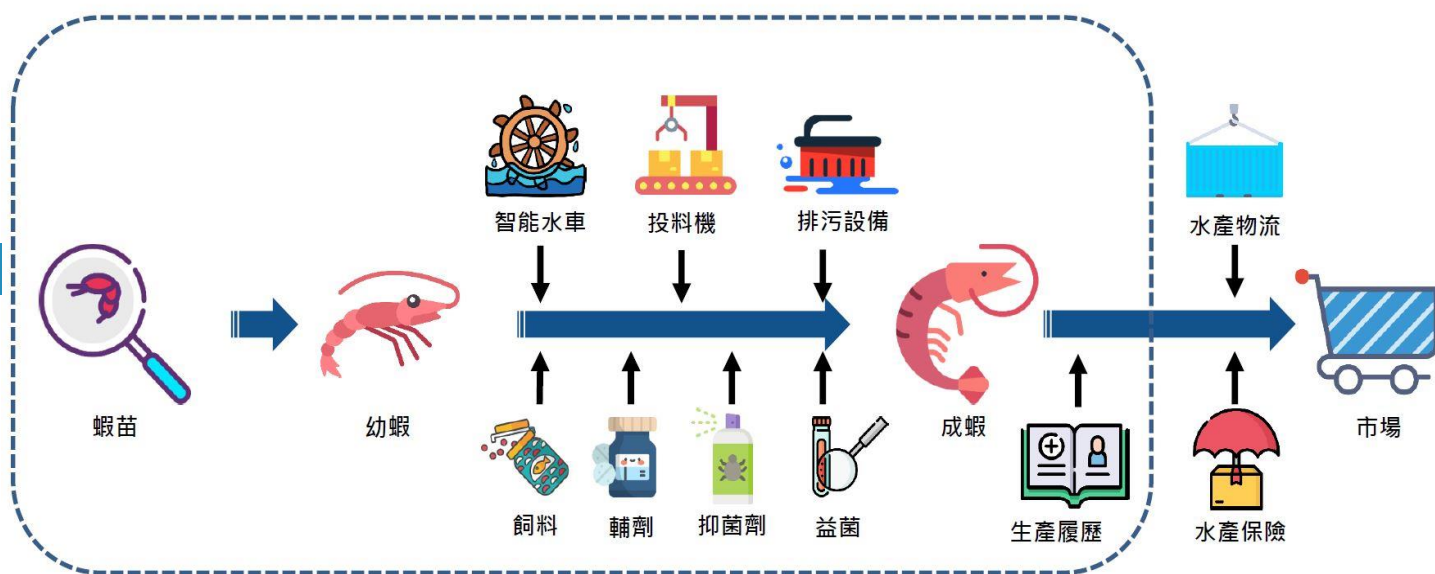 智能水車
投料機
排污設備
水產物流
蝦苗
幼蝦
成蝦
市場
飼料
輔劑
抑菌劑
益菌
生產履歷
水產保險